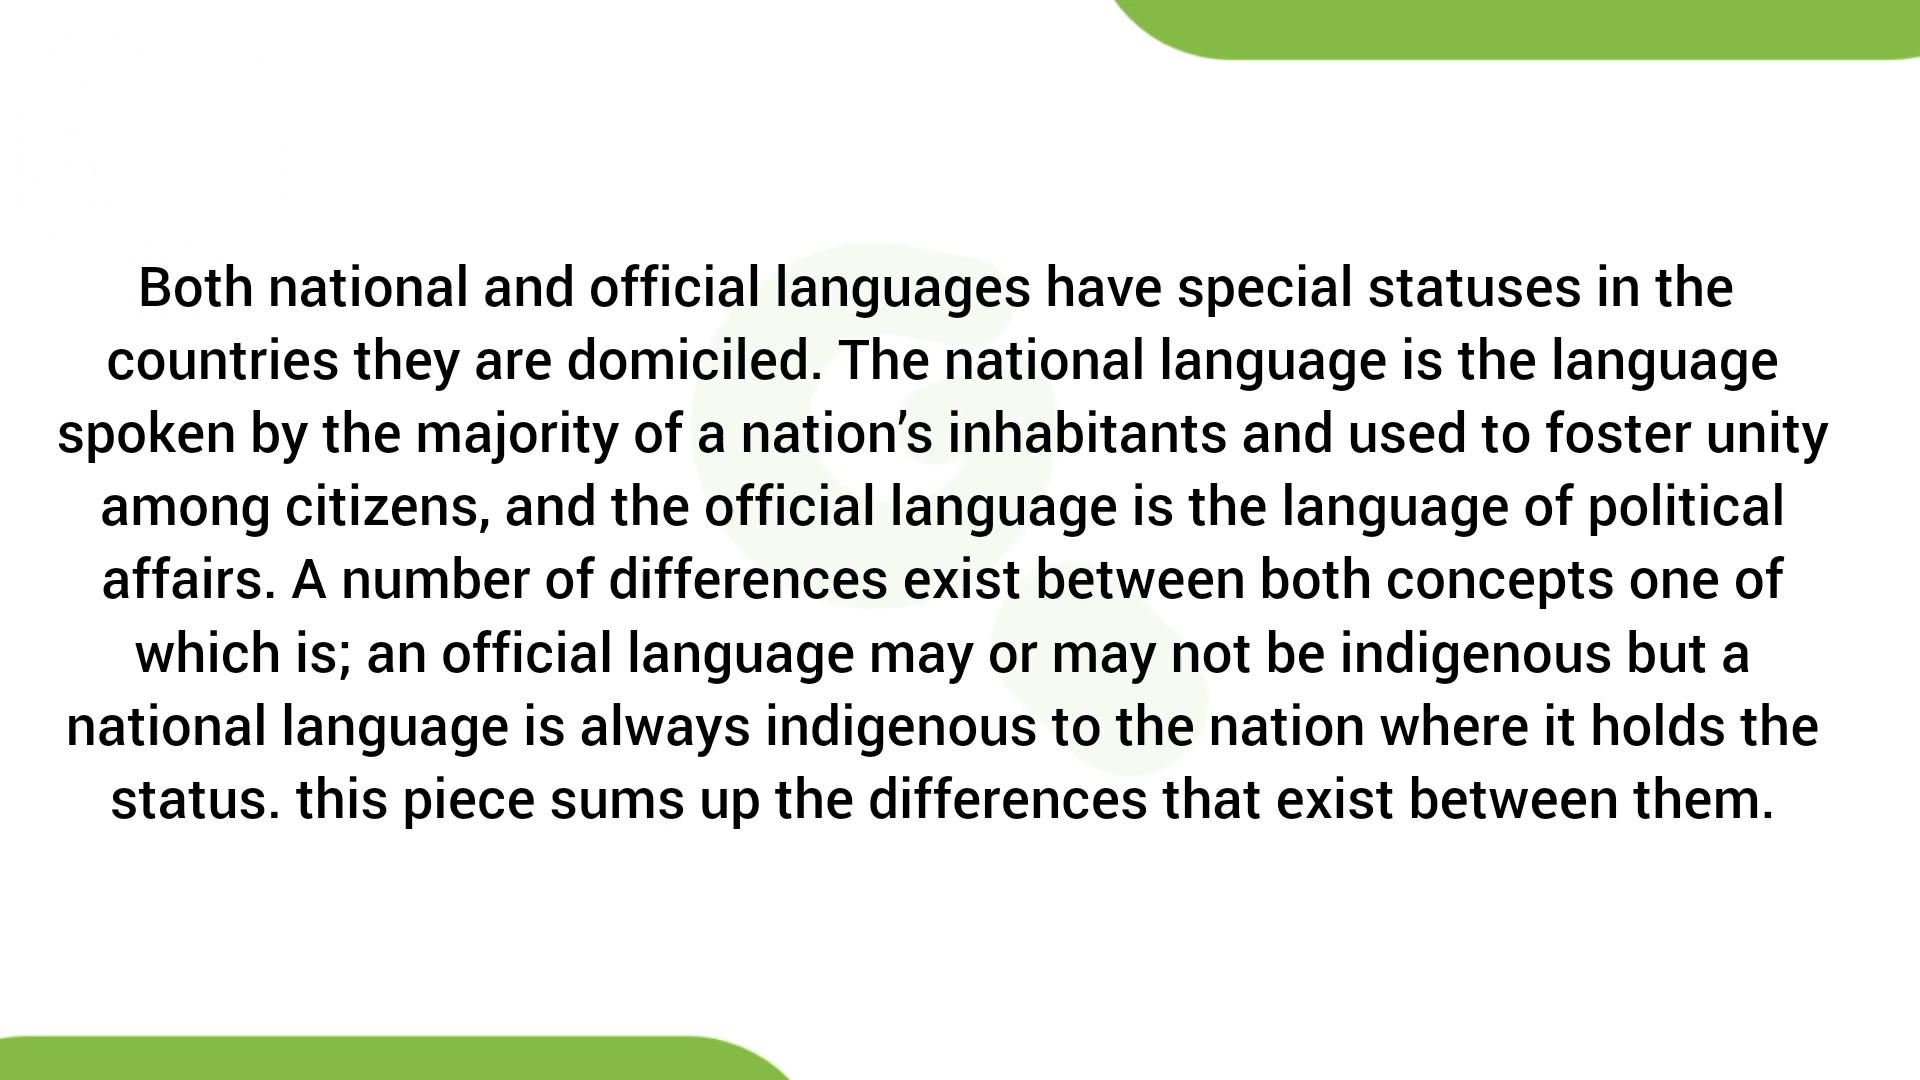 Both national and official languages have special statuses in the
countries they are domiciled. The national language is the language
spoken by the majority of a nation’s inhabitants and used to foster unity
among citizens, and the official language is the language of political
affairs. A number of differences exist between both concepts one of
which is; an official language may or may not be indigenous but a
national language is always indigenous to the nation where it holds the
status. this piece sums up the differences that exist between them.